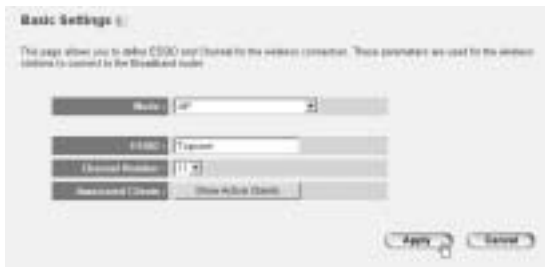 Basic Settings
This page allows you to define ESSID and Channel for the wireless connection. These parameters are used for the wireless
stations to connect to the Broadband router.
Mode : AP
ESSID :
Channel Number : 11
Associated Clients : Show Active Clients
Apply Cancel